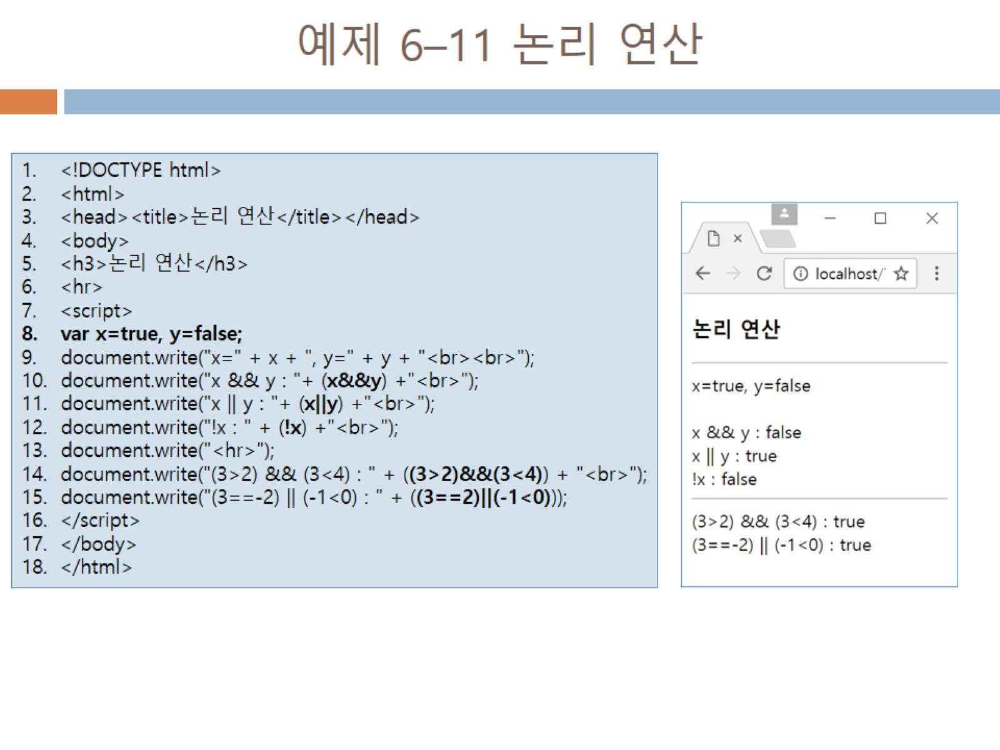 예제 6–11 논리 연산
1. <!DOCTYPE html>
2. <html>
3. <head><title>논리 연산</title></head>
4. <body>
5. <h3>논리 연산</h3>
6. <hr>
7. <script>
8. var x=true, y=false;
9. document.write("x=" + x + ", y=" + y + "<br><br>");
10. document.write("x && y : "+ (x&&y) +"<br>");
11. document.write("x || y : "+ (x||y) +"<br>");
12. document.write("!x : " + (!x) +"<br>");
13. document.write("<hr>");
14. document.write("(3>2) && (3<4) : " + ((3>2)&&(3<4)) + "<br>");
15. document.write("(3==-2) || (-1<0) : " + ((3==2)||(-1<0)));
16. </script>
17. </body>
18. </html>
localhost/
논리 연산
x=true, y=false
x && y : false
x || y : true
!x : false
(3>2) && (3<4) : true
(3==-2) || (-1<0) : true